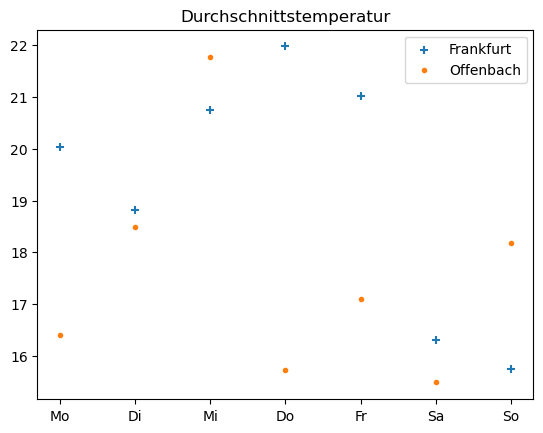 Durchschnittstemperatur
Frankfurt
Offenbach
22
21
20
19
18
17
16
Mo Di Mi Do Fr Sa So